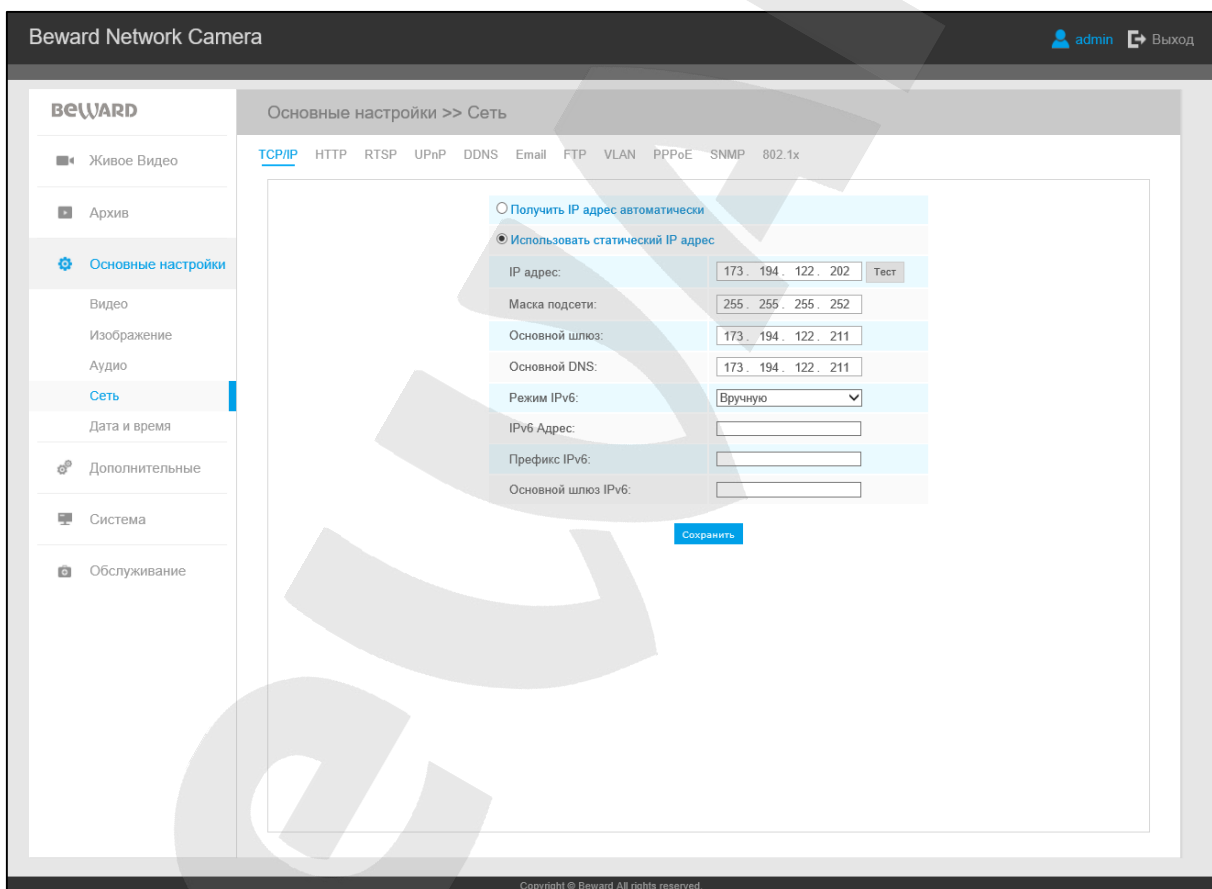 Beward Network Camera
admin Выход
BEWARD
Основные настройки >> Сеть
TCP/IP HTTP RTSP UPnP DDNS Email FTP VLAN PPPoE SNMP 802.1x
Живое Видео
Архив
Основные настройки
Видео
Изображение
Аудио
Сеть
Дата и время
Дополнительные
Система
Обслуживание
Получить IP адрес автоматически
Использовать статический IP адрес
IP адрес: 173 . 194 . 122 . 202 Тест
Маска подсети: 255 . 255 . 255 . 252
Основной шлюз: 173 . 194 . 122 . 211
Основной DNS: 173 . 194 . 122 . 211
Режим IPv6: Вручную
IPv6 Адрес:
Префикс IPv6:
Основной шлюз IPv6:
Сохранить
Copyright © Beward All rights reserved.